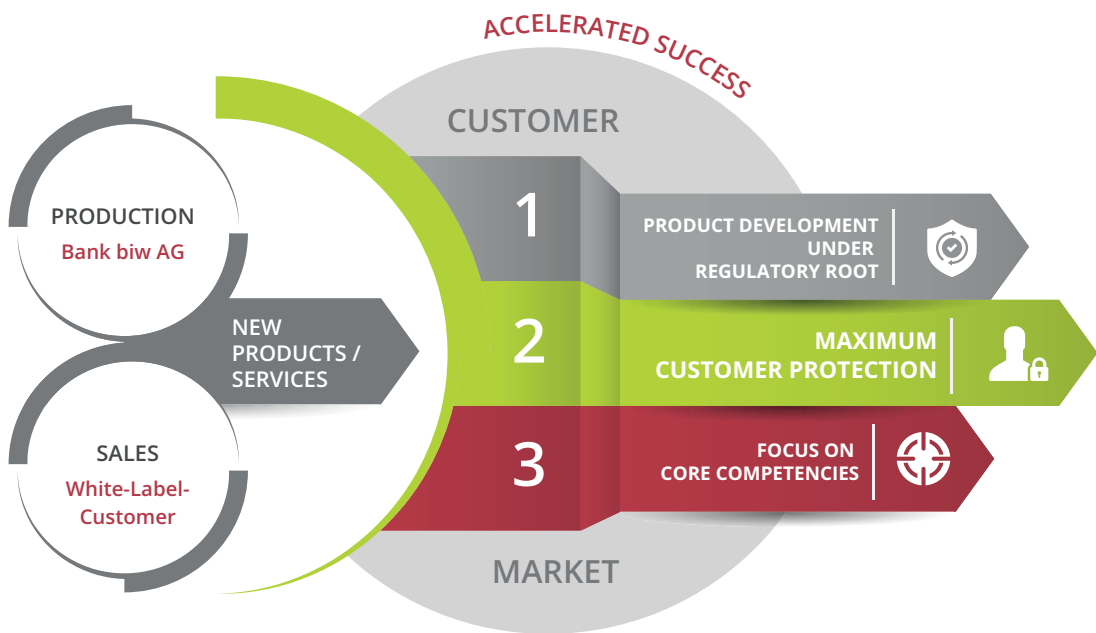 ACCELERATED SUCCESS
CUSTOMER
PRODUCTION
Bank biw AG
NEW
PRODUCTS /
SERVICES
SALES
White-Label-
Customer
1
PRODUCT DEVELOPMENT
UNDER
REGULATORY ROOT
2
MAXIMUM
CUSTOMER PROTECTION
3
FOCUS ON
CORE COMPETENCIES
MARKET